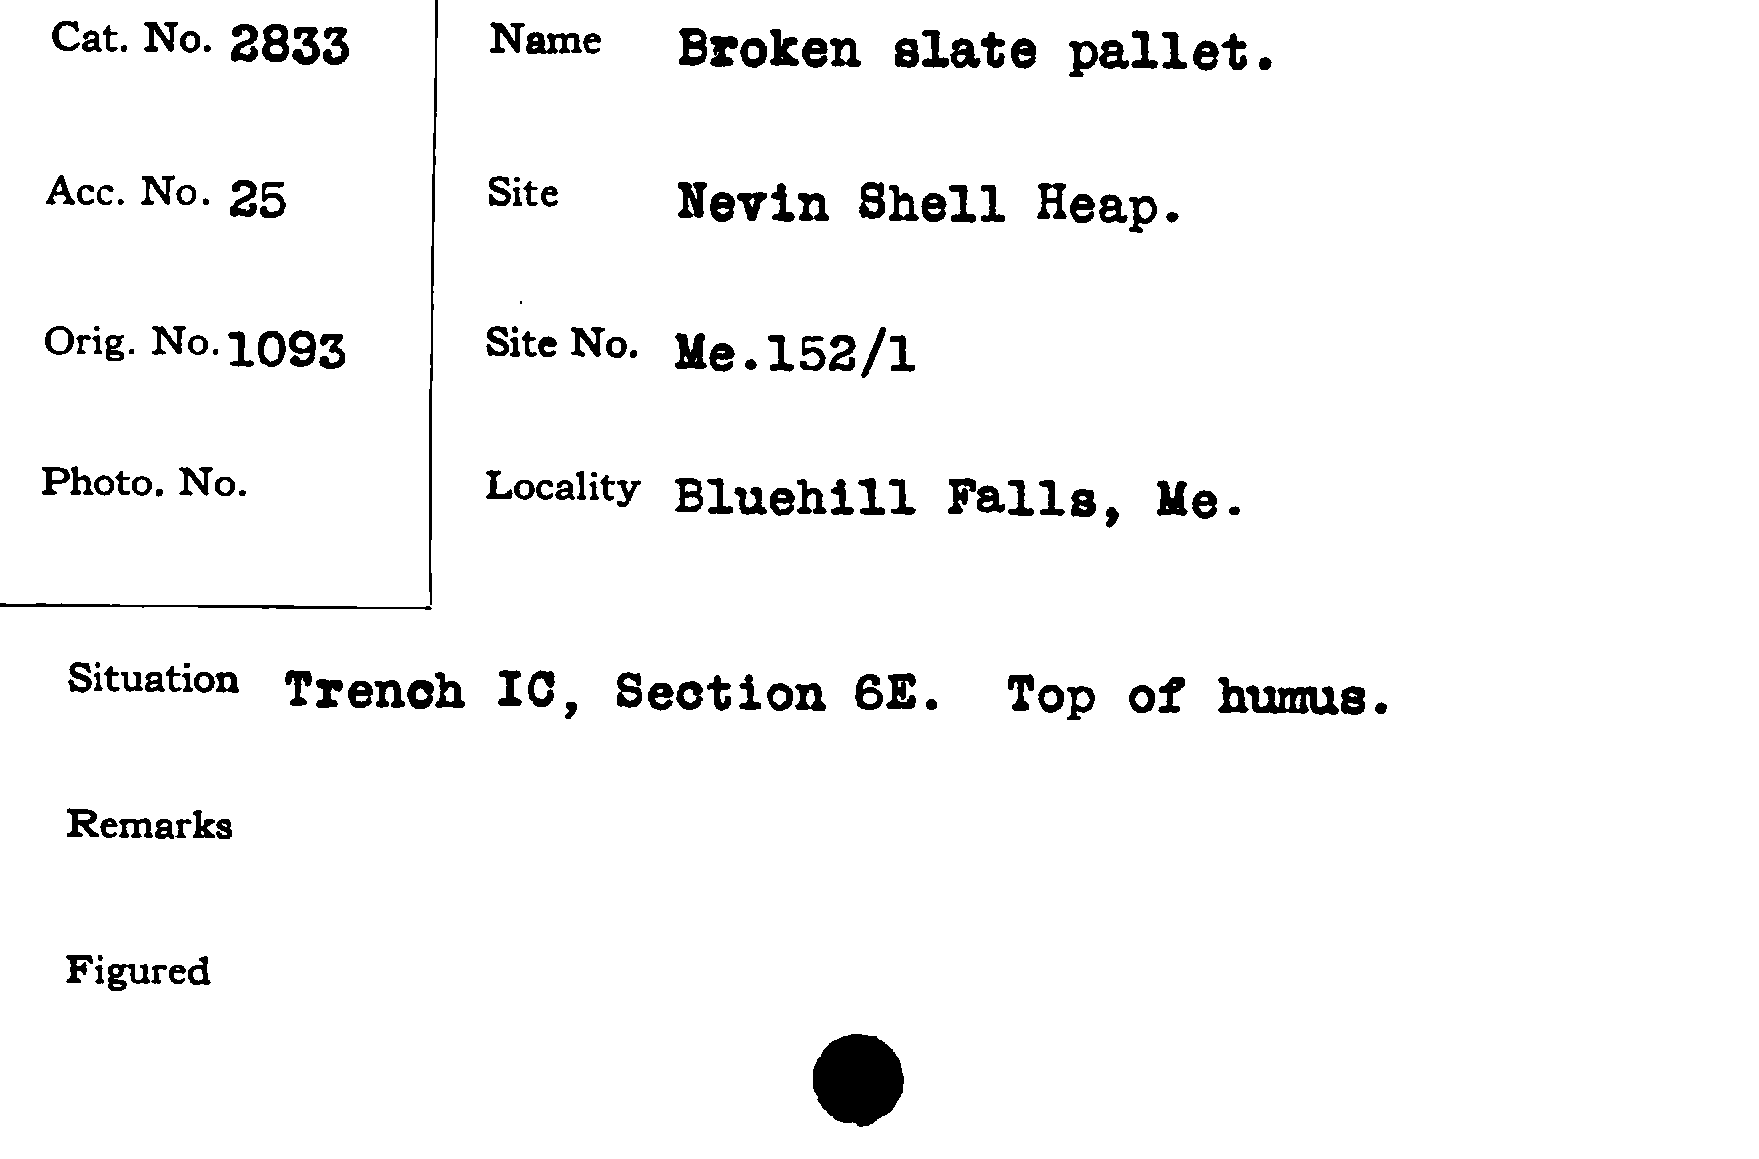 Cat. No. 2833
Name Broken slate pallet.
Acc. No. 25
Site Nevin Shell Heap.
Orig. No. 1093
Site No. Me.152/1
Photo. No.
Locality Bluehill Falls, Me.
Situation Trench IC, Section 6E. Top of humus.
Remarks
Figured